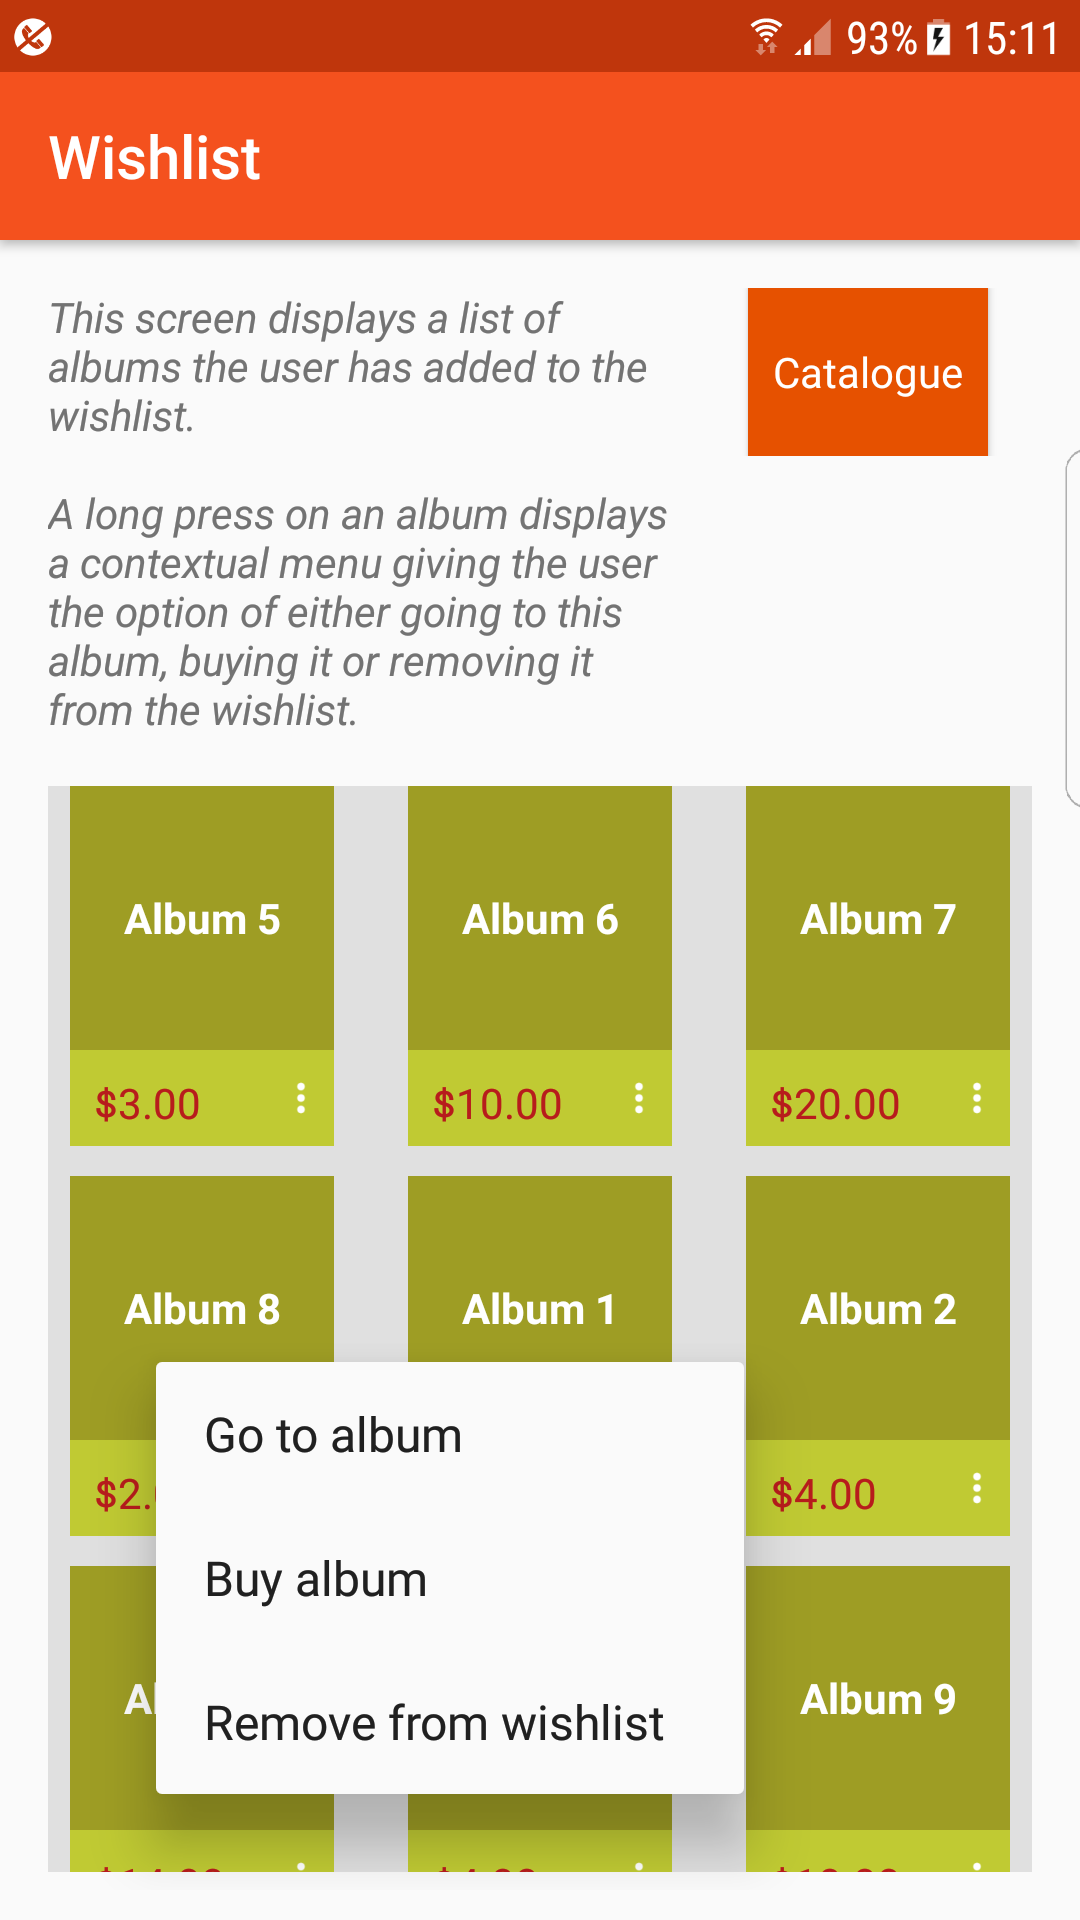 93% 15:11
Wishlist
This screen displays a list of
albums the user has added to the
wishlist.
Catalogue
A long press on an album displays
a contextual menu giving the user
the option of either going to this
album, buying it or removing it
from the wishlist.
Album 5 Album 6 Album 7
$3.00 $10.00 $20.00
Album 8 Album 1 Album 2
$2. $4.00
Go to album
Buy album
Remove from wishlist
Album 9